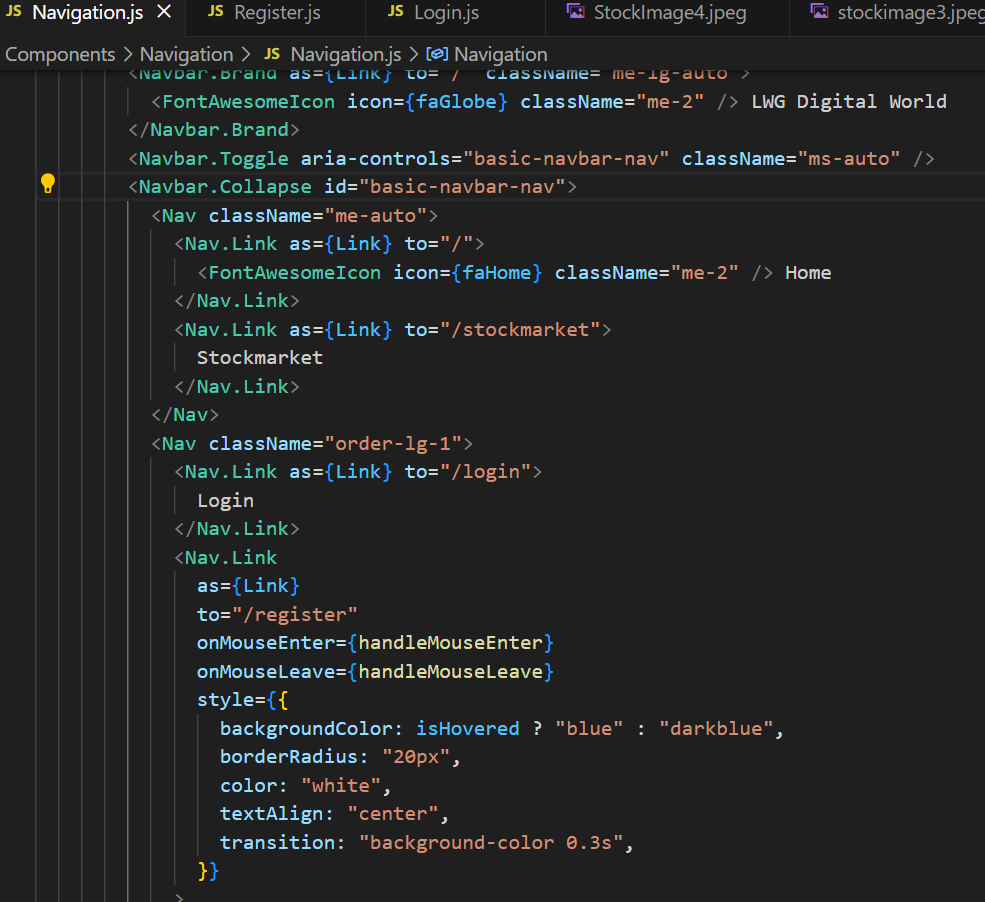 JS Navigation.js ×
JS Register.js
JS Login.js
StockImage4.jpeg
stockimage3.jpeg
Components > Navigation > JS Navigation.js > Navigation
<Navbar.Brand as={Link} to="/" className="me-lg-auto">
<FontAwesomeIcon icon={faGlobe} className="me-2" /> LWG Digital World
</Navbar.Brand>
<Navbar.Toggle aria-controls="basic-navbar-nav" className="ms-auto" />
<Navbar.Collapse id="basic-navbar-nav">
<Nav className="me-auto">
<Nav.Link as={Link} to="/">
<FontAwesomeIcon icon={faHome} className="me-2" /> Home
</Nav.Link>
<Nav.Link as={Link} to="/stockmarket">
Stockmarket
</Nav.Link>
</Nav>
<Nav className="order-lg-1">
<Nav.Link as={Link} to="/login">
Login
</Nav.Link>
<Nav.Link
as={Link}
to="/register"
onMouseEnter={handleMouseEnter}
onMouseLeave={handleMouseLeave}
style={{
backgroundColor: isHovered ? "blue" : "darkblue",
borderRadius: "20px",
color: "white",
textAlign: "center",
transition: "background-color 0.3s",
}}
>